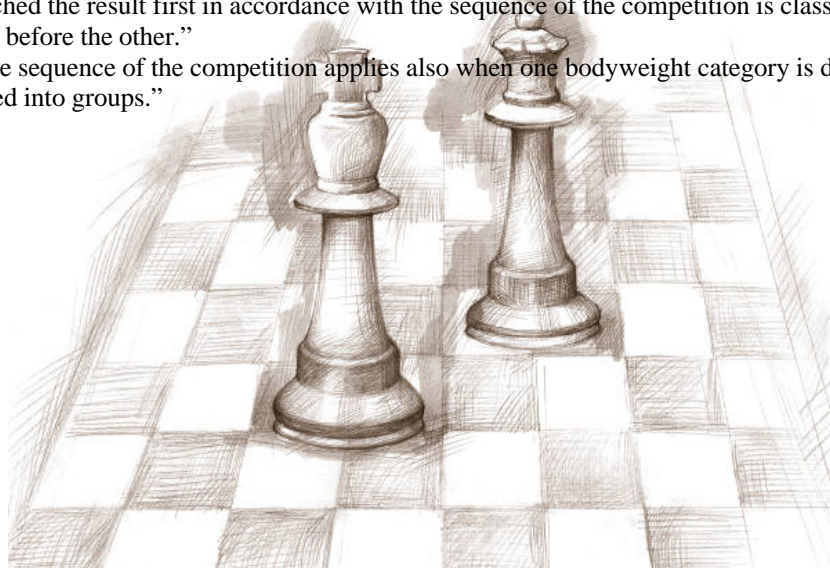 ched the result first in accordance with the sequence of the competition is class
before the other.”
e sequence of the competition applies also when one bodyweight category is d
ed into groups.”